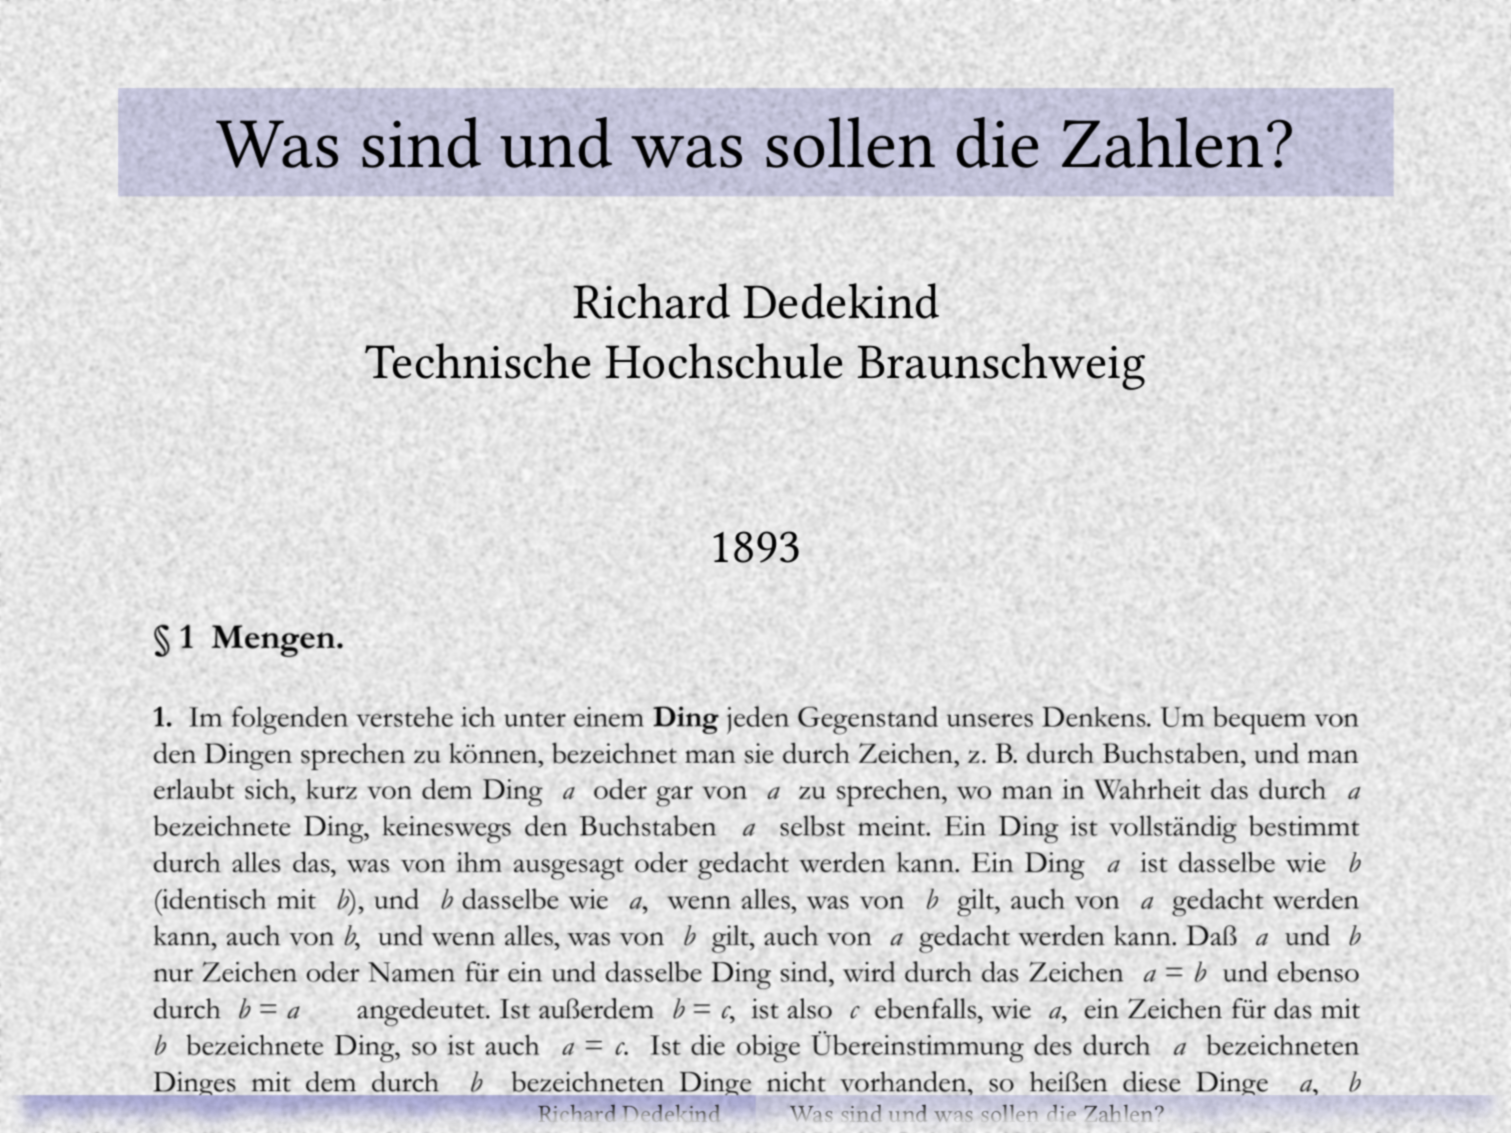 Was sind und was sollen die Zahlen?
Richard Dedekind
Technische Hochschule Braunschweig
1893
§ 1 Mengen.
1. Im folgenden verstehe ich unter einem Ding jeden Gegenstand unseres Denkens. Um bequem von
den Dingen sprechen zu können, bezeichnet man sie durch Zeichen, z. B. durch Buchstaben, und man
erlaubt sich, kurz von dem Ding a oder gar von a zu sprechen, wo man in Wahrheit das durch a
bezeichnete Ding, keineswegs den Buchstaben a selbst meint. Ein Ding ist vollständig bestimmt
durch alles das, was von ihm ausgesagt oder gedacht werden kann. Ein Ding a ist dasselbe wie b
(identisch mit b), und b dasselbe wie a, wenn alles, was von b gilt, auch von a gedacht werden
kann, auch von b, und wenn alles, was von b gilt, auch von a gedacht werden kann. Daß a und b
nur Zeichen oder Namen für ein und dasselbe Ding sind, wird durch das Zeichen a = b und ebenso
durch b = a angedeutet. Ist außerdem b = c, ist also c ebenfalls, wie a, ein Zeichen für das mit
b bezeichnete Ding, so ist auch a = c. Ist die obige Übereinstimmung des durch a bezeichneten
Dinges mit dem durch b bezeichneten Dinge nicht vorhanden, so heißen diese Dinge a, b
Richard Dedekind Was sind und was sollen die Zahlen?